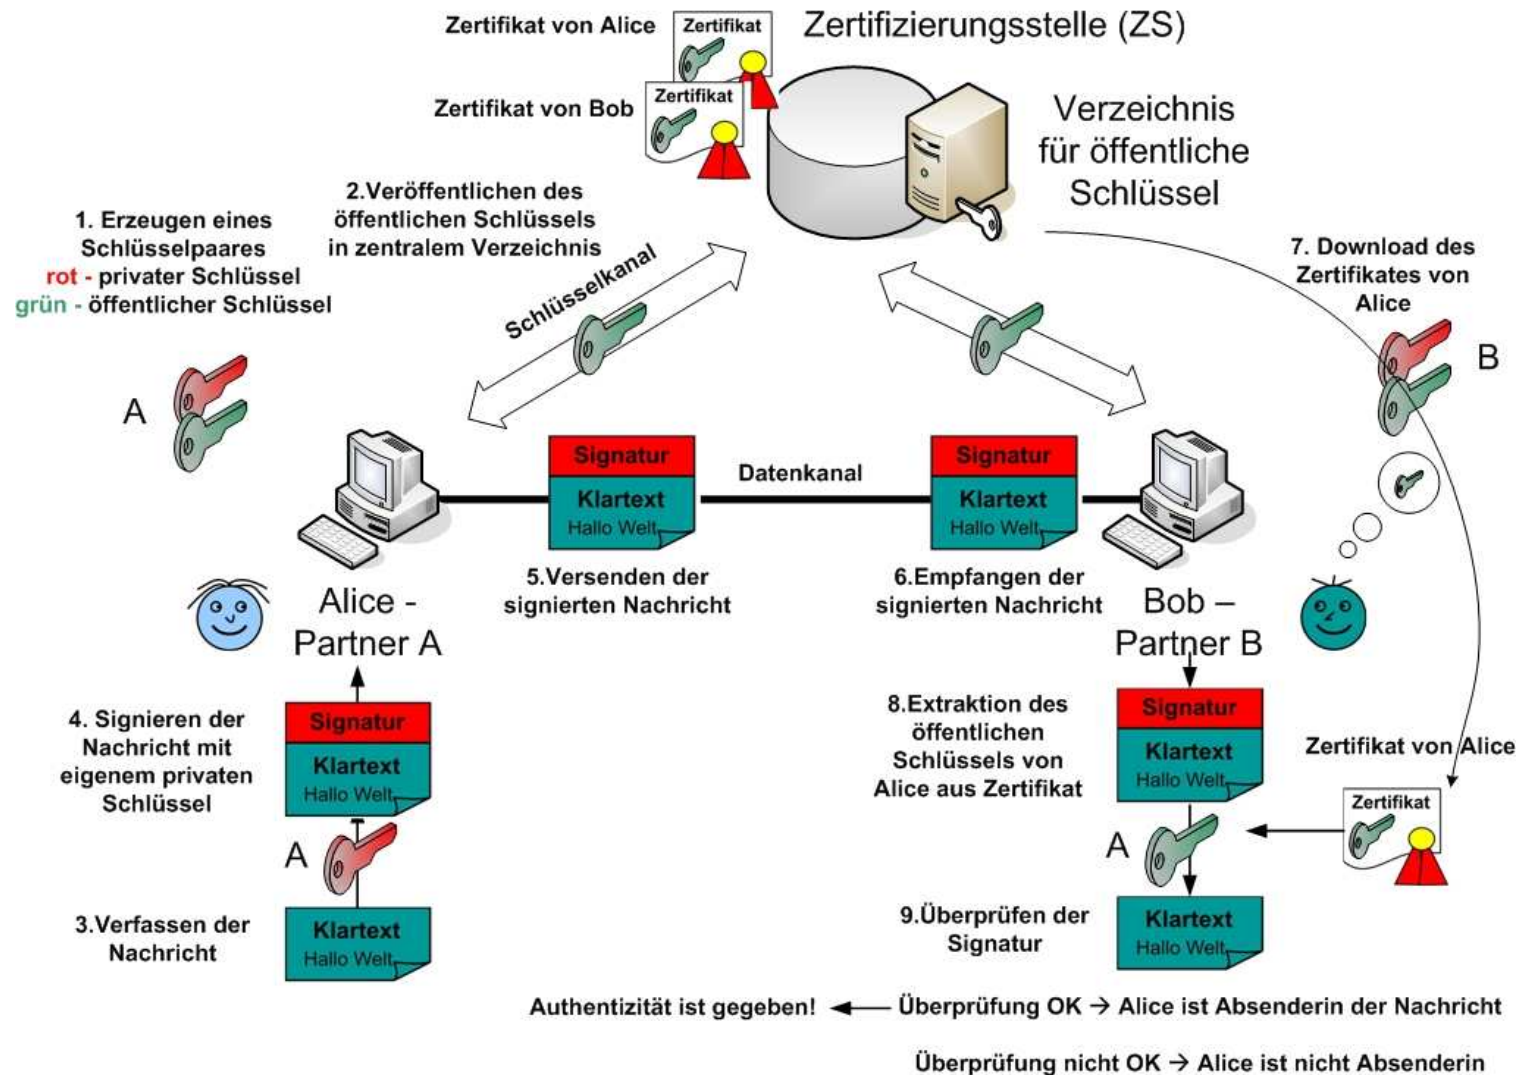 Zertifikat von Alice
Zertifikat
Zertifizierungsstelle (ZS)
Zertifikat von Bob
Zertifikat
Verzeichnis
für öffentliche
Schlüssel
1. Erzeugen eines
Schlüsselpaares
rot - privater Schlüssel
grün - öffentlicher Schlüssel
2.Veröffentlichen des
öffentlichen Schlüssels
in zentralem Verzeichnis
Schlüsselkanal
7. Download des
Zertifikates von
Alice
A
B
Signatur
Klartext
Hallo Welt
Datenkanal
Signatur
Klartext
Hallo Welt
5.Versenden der
signierten Nachricht
6.Empfangen der
signierten Nachricht
Alice -
Partner A
Bob –
Partner B
4. Signieren der
Nachricht mit
eigenem privaten
Schlüssel
Signatur
Klartext
Hallo Welt
8.Extraktion des
öffentlichen
Schlüssels von
Alice aus Zertifikat
Signatur
Klartext
Hallo Welt
Zertifikat von Alice
Zertifikat
A
A
3.Verfassen der
Nachricht
Klartext
Hallo Welt
9.Überprüfen der
Signatur
Klartext
Hallo Welt
Authentizität ist gegeben! ← Überprüfung OK → Alice ist Absenderin der Nachricht
Überprüfung nicht OK → Alice ist nicht Absenderin